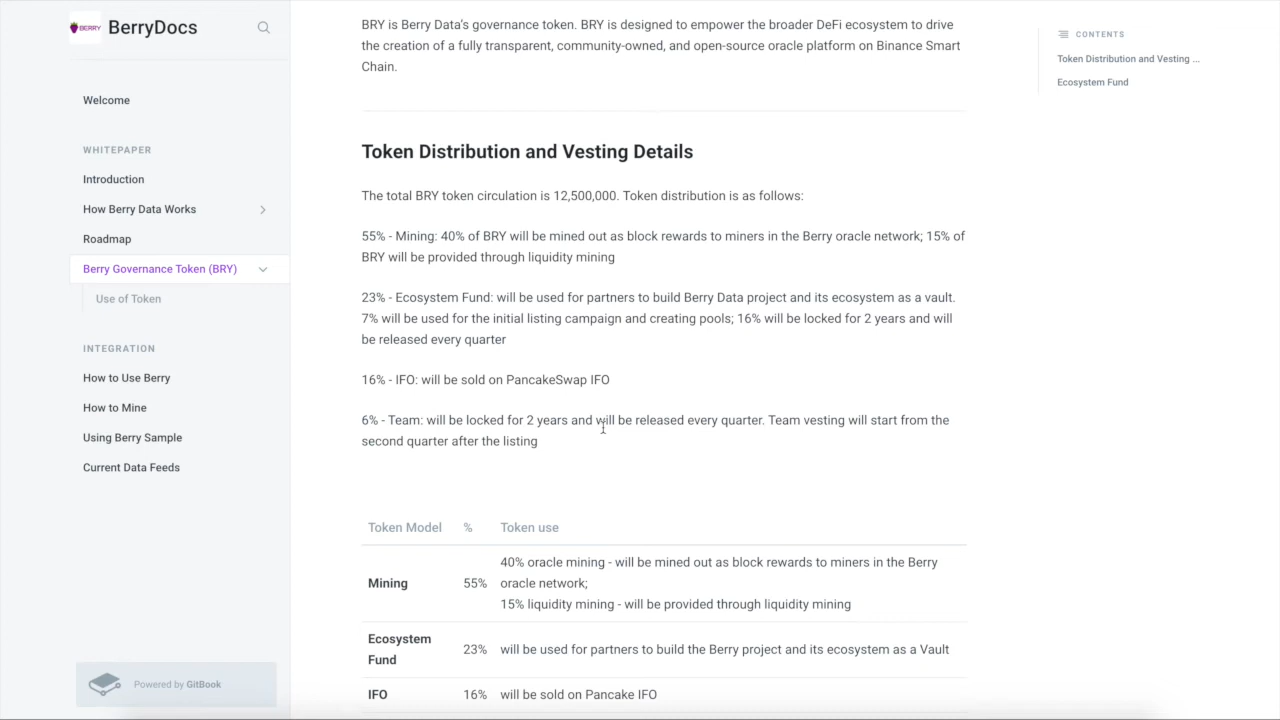 BERRY
BerryDocs
Welcome
WHITEPAPER
Introduction
How Berry Data Works
Roadmap
Berry Governance Token (BRY)
Use of Token
INTEGRATION
How to Use Berry
How to Mine
Using Berry Sample
Current Data Feeds
Powered by GitBook
BRY is Berry Data’s governance token. BRY is designed to empower the broader DeFi ecosystem to drive
the creation of a fully transparent, community-owned, and open-source oracle platform on Binance Smart
Chain.
Token Distribution and Vesting Details
The total BRY token circulation is 12,500,000. Token distribution is as follows:
55% - Mining: 40% of BRY will be mined out as block rewards to miners in the Berry oracle network; 15% of
BRY will be provided through liquidity mining
23% - Ecosystem Fund: will be used for partners to build Berry Data project and its ecosystem as a vault.
7% will be used for the initial listing campaign and creating pools; 16% will be locked for 2 years and will
be released every quarter
16% - IFO: will be sold on PancakeSwap IFO
6% - Team: will be locked for 2 years and will be released every quarter. Team vesting will start from the
second quarter after the listing
Token Model % Token use
40% oracle mining - will be mined out as block rewards to miners in the Berry
Mining 55% oracle network;
15% liquidity mining - will be provided through liquidity mining
Ecosystem
Fund 23% will be used for partners to build the Berry project and its ecosystem as a Vault
IFO 16% will be sold on Pancake IFO
CONTENTS
Token Distribution and Vesting ...
Ecosystem Fund